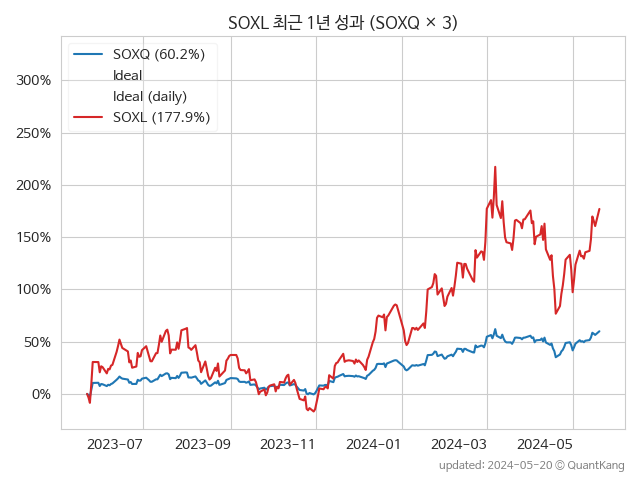 SOXL 최근 1년 성과 (SOXQ × 3)
SOXQ (60.2%)
Ideal
Ideal (daily)
SOXL (177.9%)
300%
250%
200%
150%
100%
50%
0%
2023−07
2023−09
2023−11
2024−01
2024−03
2024−05
updated: 2024-05-20 © QuantKang